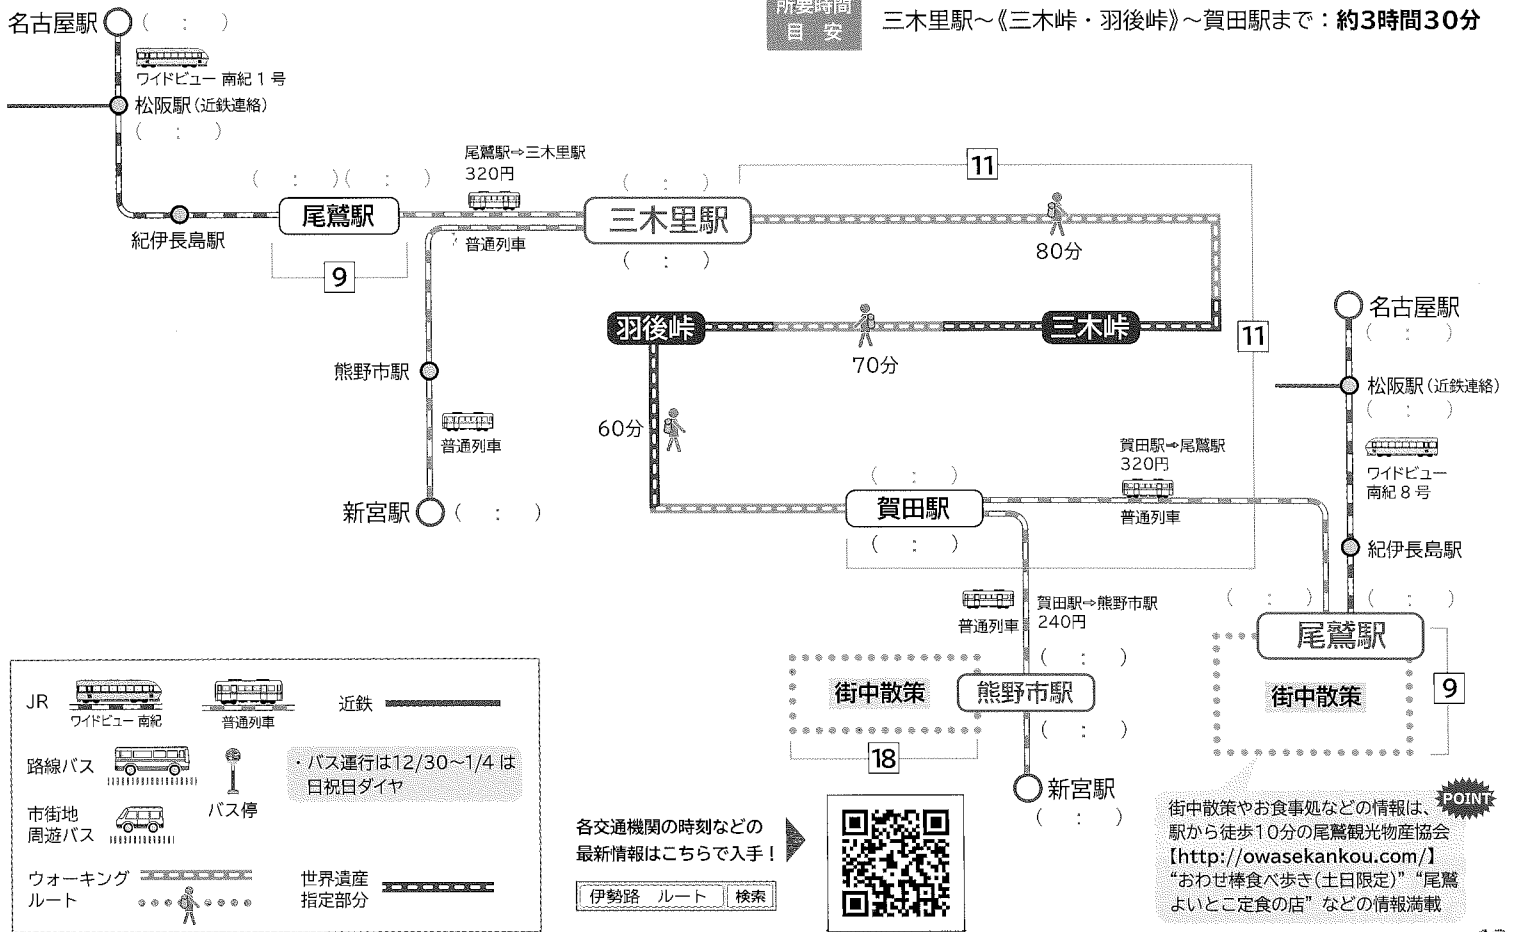 名古屋駅 ( : )
所要時間
目 安
三木里駅～《三木峠・羽後峠》～賀田駅まで：約3時間30分
ワイドビュー 南紀 1 号
松阪駅（近鉄連絡）
( : )
紀伊長島駅
( : )( : )
尾鷲駅
9
尾鷲駅⇨三木里駅
320円
普通列車
( : )
三木里駅
( : )
11
80分
三木峠
70分
羽後峠
11
60分
熊野市駅
普通列車
新宮駅 ( : )
( : )
賀田駅
( : )
賀田駅⇨尾鷲駅
320円
普通列車
名古屋駅
( : )
松阪駅（近鉄連絡）
( : )
ワイドビュー
南紀 8 号
紀伊長島駅
( : ) ( : )
尾鷲駅
街中散策
9
賀田駅⇨熊野市駅
240円
普通列車
( : )
街中散策
熊野市駅
( : )
18
新宮駅
( : )
JR
ワイドビュー 南紀
普通列車
近鉄
路線バス
バス停
・バス運行は12/30～1/4 は
日祝日ダイヤ
市街地
周遊バス
ウォーキング
ルート
世界遺産
指定部分
各交通機関の時刻などの
最新情報はこちらで入手！
伊勢路 ルート 検索
POINT
街中散策やお食事処などの情報は、
駅から徒歩10分の尾鷲観光物産協会
【http://owasekankou.com/】
“おわせ棒食べ歩き(土日限定)” “尾鷲
よいとこ定食の店” などの情報満載